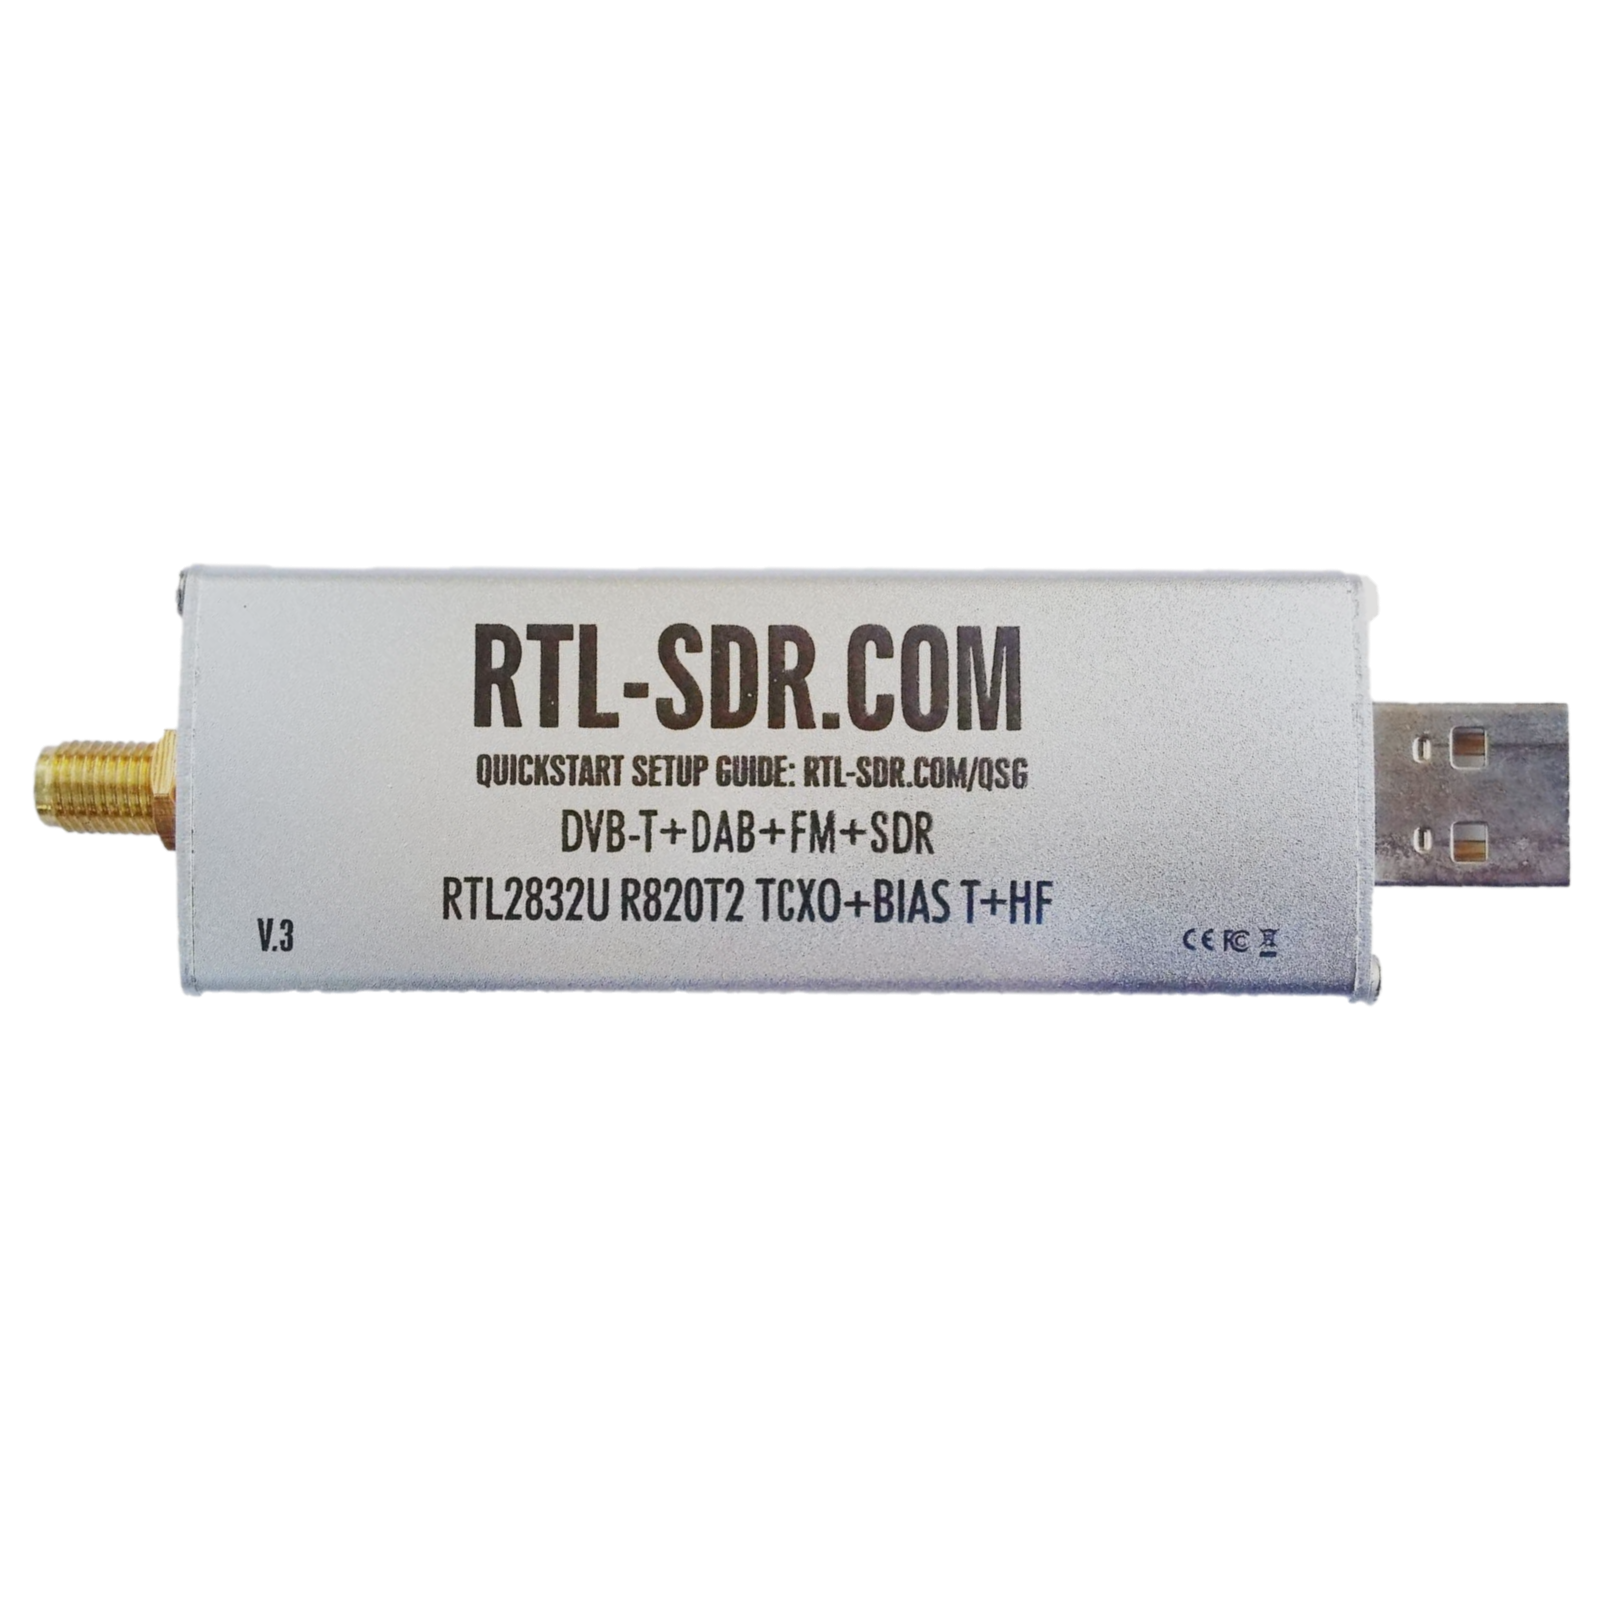 RTL-SDR.COM
QUICKSTART SETUP GUIDE: RTL-SDR.COM/QSG
DVB-T+DAB+FM+SDR
RTL2832U R820T2 TCXO+BIAS T+HF
V.3
CE FC